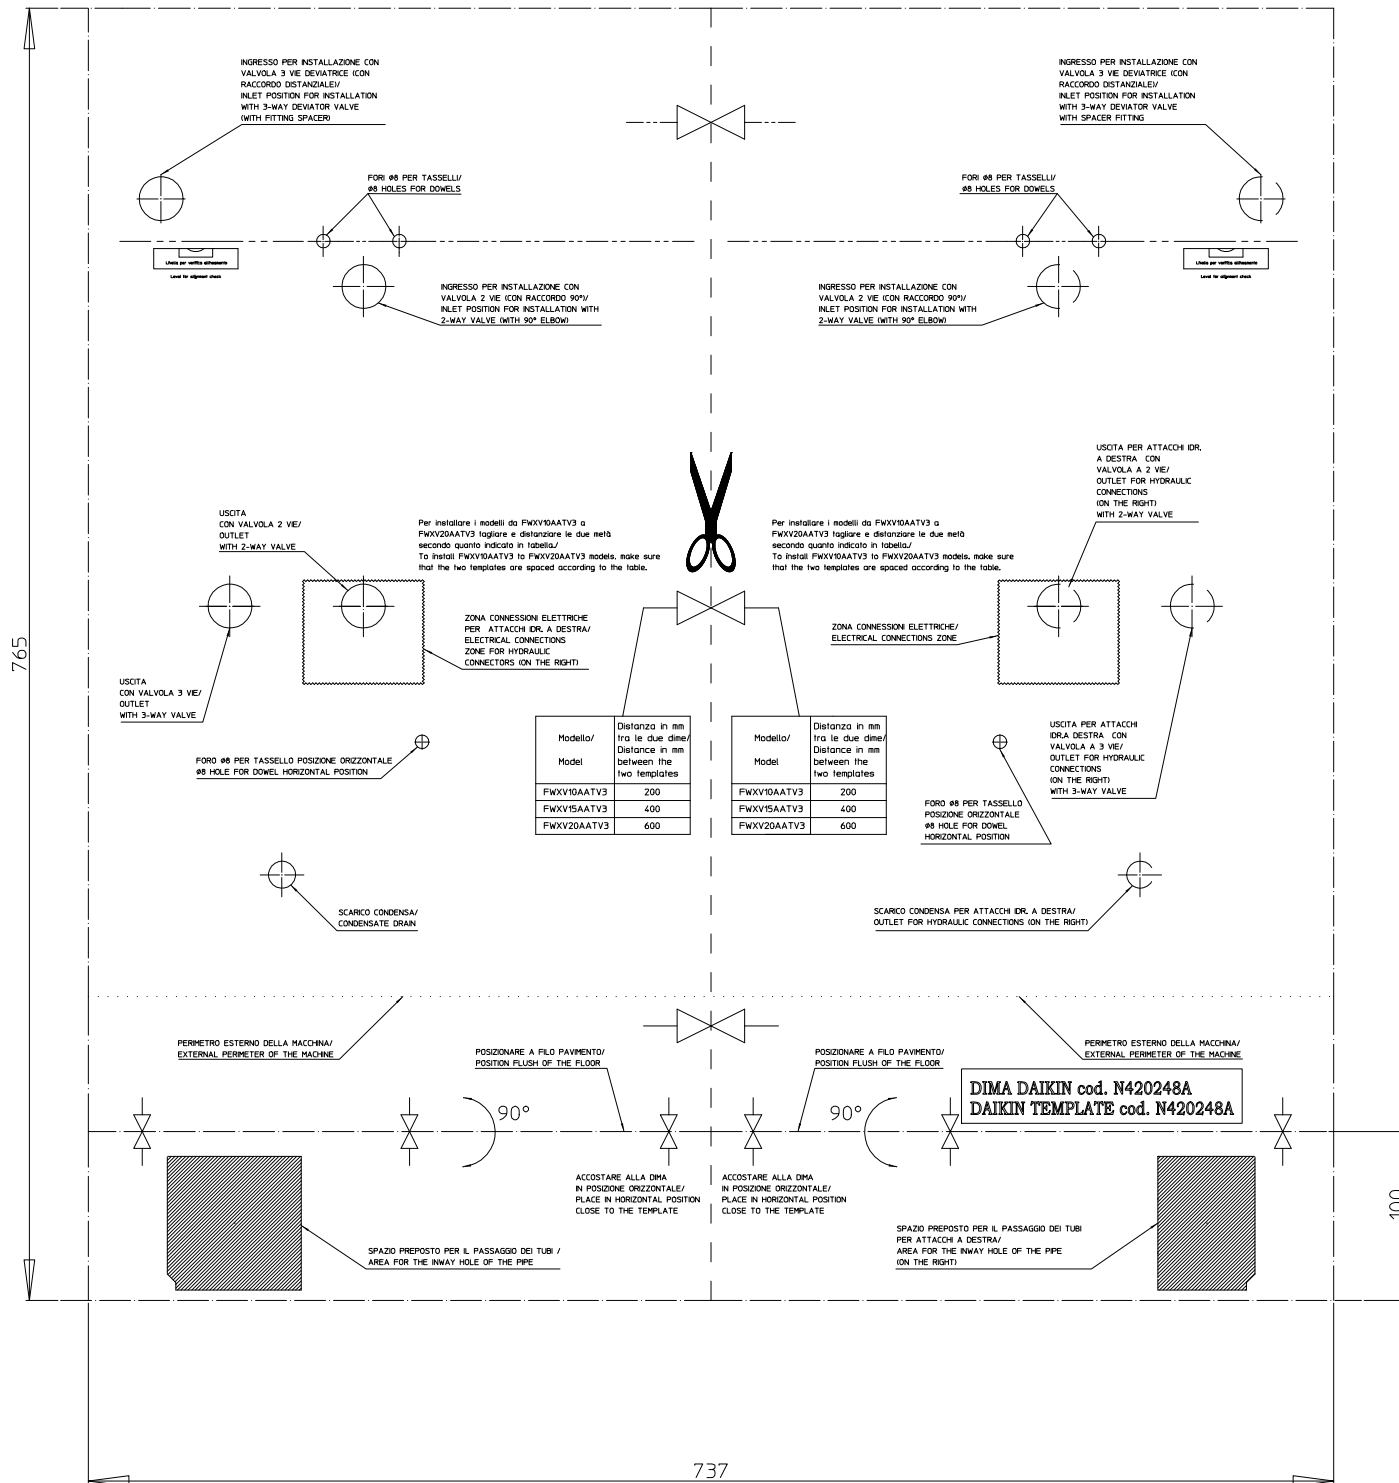 INGRESSO PER INSTALLAZIONE CON
VALVOLA 3 VIE DEVIATRICE (CON
RACCORDO DISTANZIALE)/
INLET POSITION FOR INSTALLATION
WITH 3-WAY DEVIATOR VALVE
(WITH FITTING SPACER)
INGRESSO PER INSTALLAZIONE CON
VALVOLA 3 VIE DEVIATRICE (CON
RACCORDO DISTANZIALE)/
INLET POSITION FOR INSTALLATION
WITH 3-WAY DEVIATOR VALVE
WITH SPACER FITTING
FORI ø8 PER TASSELLI/
ø8 HOLES FOR DOWELS
FORI ø8 PER TASSELLI/
ø8 HOLES FOR DOWELS
Livella per verifica allineamento
Level for alignment check
Livella per verifica allineamento
Level for alignment check
INGRESSO PER INSTALLAZIONE CON
VALVOLA 2 VIE (CON RACCORDO 90°)/
INLET POSITION FOR INSTALLATION WITH
2-WAY VALVE (WITH 90° ELBOW)
INGRESSO PER INSTALLAZIONE CON
VALVOLA 2 VIE (CON RACCORDO 90°)/
INLET POSITION FOR INSTALLATION WITH
2-WAY VALVE (WITH 90° ELBOW)
USCITA PER ATTACCHI IDR.
A DESTRA CON
VALVOLA A 2 VIE/
OUTLET FOR HYDRAULIC
CONNECTIONS
(ON THE RIGHT)
WITH 2-WAY VALVE
USCITA
CON VALVOLA 2 VIE/
OUTLET
WITH 2-WAY VALVE
Per installare i modelli da FWXV10AATV3 a
FWXV20AATV3 tagliare e distanziare le due metà
secondo quanto indicato in tabella./
To install FWXV10AATV3 to FWXV20AATV3 models, make sure
that the two templates are spaced according to the table.
Per installare i modelli da FWXV10AATV3 a
FWXV20AATV3 tagliare e distanziare le due metà
secondo quanto indicato in tabella./
To install FWXV10AATV3 to FWXV20AATV3 models, make sure
that the two templates are spaced according to the table.
ZONA CONNESSIONI ELETTRICHE
PER ATTACCHI IDR. A DESTRA/
ELECTRICAL CONNECTIONS
ZONE FOR HYDRAULIC
CONNECTORS (ON THE RIGHT)
ZONA CONNESSIONI ELETTRICHE/
ELECTRICAL CONNECTIONS ZONE
765
USCITA
CON VALVOLA 3 VIE/
OUTLET
WITH 3-WAY VALVE
USCITA PER ATTACCHI
IDR.A DESTRA CON
VALVOLA A 3 VIE/
OUTLET FOR HYDRAULIC
CONNECTIONS
(ON THE RIGHT)
WITH 3-WAY VALVE
FORO ø8 PER TASSELLO POSIZIONE ORIZZONTALE
ø8 HOLE FOR DOWEL HORIZONTAL POSITION
Modello/
Model
Distanza in mm
tra le due dime/
Distance in mm
between the
two templates
FWXV10AATV3 200
FWXV15AATV3 400
FWXV20AATV3 600
Modello/
Model
Distanza in mm
tra le due dime/
Distance in mm
between the
two templates
FWXV10AATV3 200
FWXV15AATV3 400
FWXV20AATV3 600
FORO ø8 PER TASSELLO
POSIZIONE ORIZZONTALE
ø8 HOLE FOR DOWEL
HORIZONTAL POSITION
SCARICO CONDENSA/
CONDENSATE DRAIN
SCARICO CONDENSA PER ATTACCHI IDR. A DESTRA/
OUTLET FOR HYDRAULIC CONNECTIONS (ON THE RIGHT)
PERIMETRO ESTERNO DELLA MACCHINA/
EXTERNAL PERIMETER OF THE MACHINE
POSIZIONARE A FILO PAVIMENTO/
POSITION FLUSH OF THE FLOOR
POSIZIONARE A FILO PAVIMENTO/
POSITION FLUSH OF THE FLOOR
PERIMETRO ESTERNO DELLA MACCHINA/
EXTERNAL PERIMETER OF THE MACHINE
DIMA DAIKIN cod. N420248A
DAIKIN TEMPLATE cod. N420248A
90°
90°
ACCOSTARE ALLA DIMA
IN POSIZIONE ORIZZONTALE/
PLACE IN HORIZONTAL POSITION
CLOSE TO THE TEMPLATE
ACCOSTARE ALLA DIMA
IN POSIZIONE ORIZZONTALE/
PLACE IN HORIZONTAL POSITION
CLOSE TO THE TEMPLATE
100
SPAZIO PREPOSTO PER IL PASSAGGIO DEI TUBI /
AREA FOR THE INWAY HOLE OF THE PIPE
SPAZIO PREPOSTO PER IL PASSAGGIO DEI TUBI
PER ATTACCHI A DESTRA/
AREA FOR THE INWAY HOLE OF THE PIPE
(ON THE RIGHT)
737